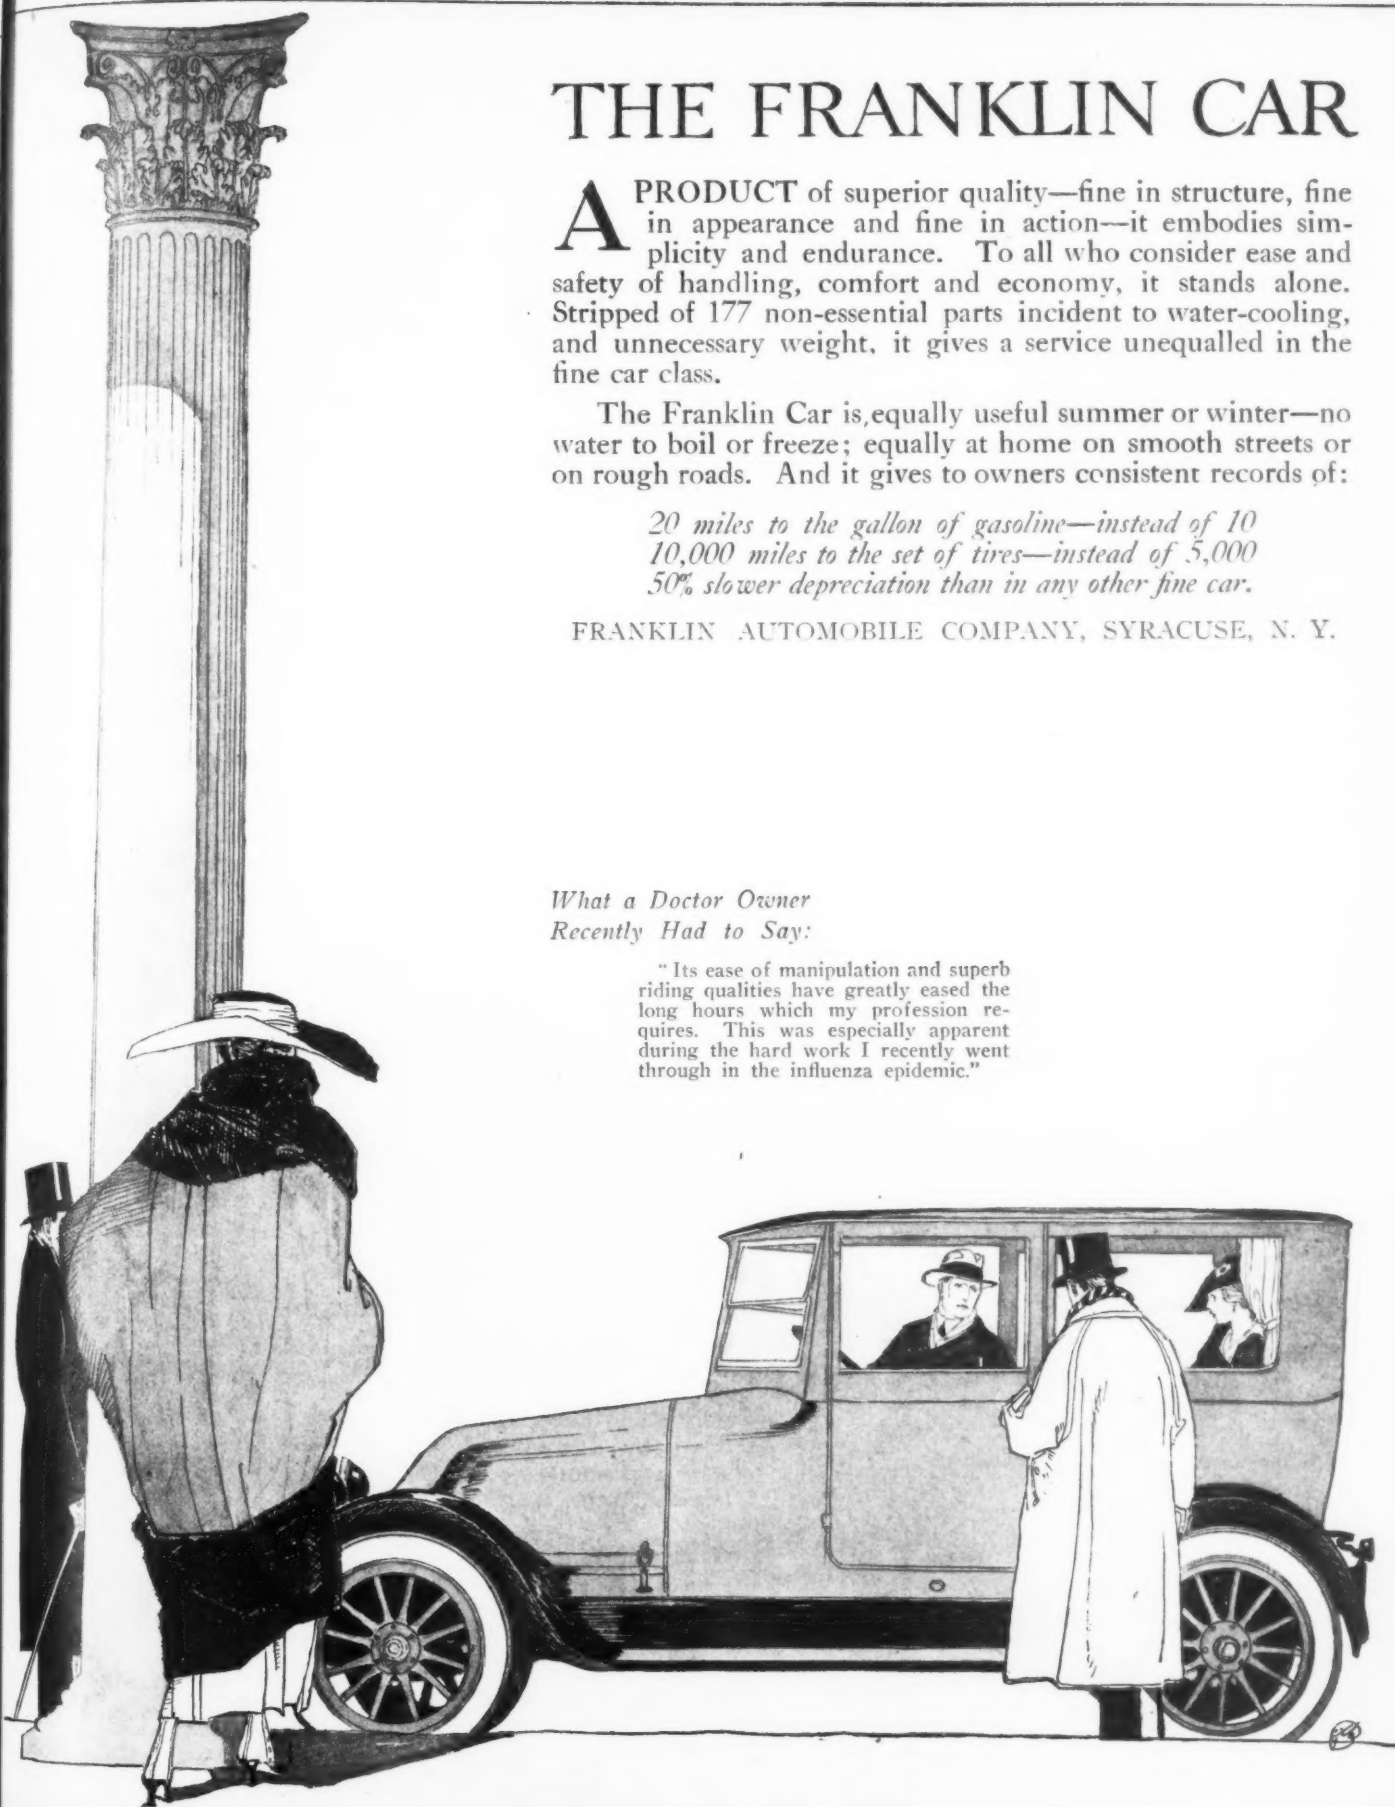 THE FRANKLIN CAR
A PRODUCT of superior quality—fine in structure, fine
in appearance and fine in action—it embodies sim-
plicity and endurance. To all who consider ease and
safety of handling, comfort and economy, it stands alone.
Stripped of 177 non-essential parts incident to water-cooling,
and unnecessary weight, it gives a service unequalled in the
fine car class.
The Franklin Car is, equally useful summer or winter—no
water to boil or freeze; equally at home on smooth streets or
on rough roads. And it gives to owners consistent records of:
20 miles to the gallon of gasoline—instead of 10
10,000 miles to the set of tires—instead of 5,000
50% slower depreciation than in any other fine car.
FRANKLIN AUTOMOBILE COMPANY, SYRACUSE, N. Y.
What a Doctor Owner
Recently Had to Say:
"Its ease of manipulation and superb
riding qualities have greatly eased the
long hours which my profession re-
quires. This was especially apparent
during the hard work I recently went
through in the influenza epidemic."